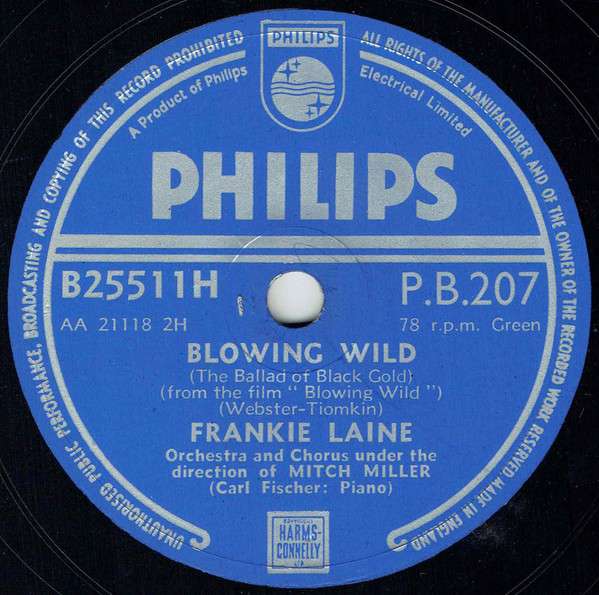 UNAUTHORISED PUBLIC PERFORMANCE, BROADCASTING AND COPYING OF THIS RECORD PROHIBITED
ALL RIGHTS OF THE MANUFACTURER AND OF THE OWNER OF THE RECORDED WORK RESERVED. MADE IN ENGLAND
PHILIPS
A Product of Philips Electrical Limited
PHILIPS
B25511H P.B.207
AA 21118 2H 78 r.p.m. Green
BLOWING WILD
(The Ballad of Black Gold)
(from the film “ Blowing Wild ”)
(Webster-Tiomkin)
FRANKIE LAINE
Orchestra and Chorus under the
direction of MITCH MILLER
(Carl Fischer: Piano)
HARMS-
CONNELLY